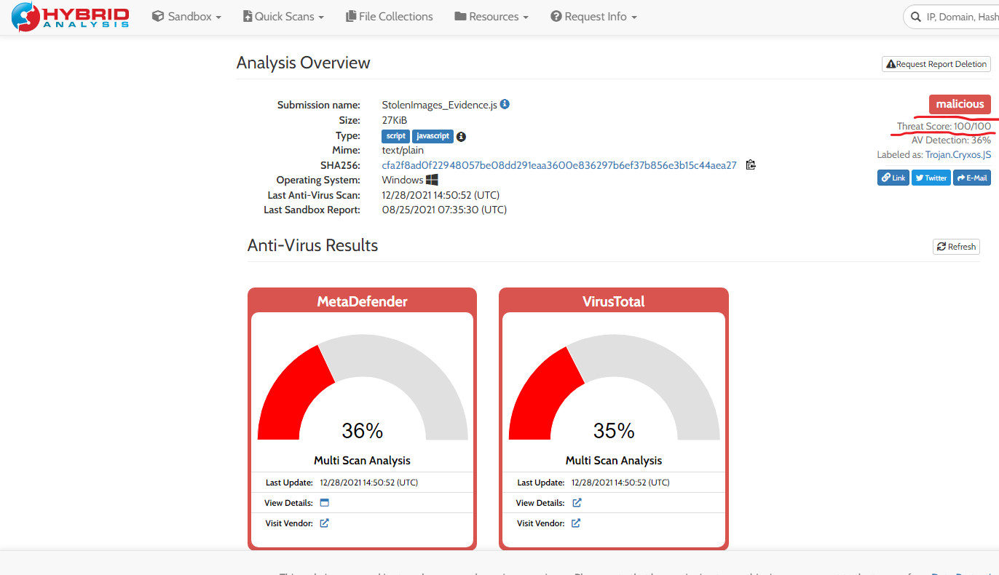 HYBRID
ANALYSIS
Sandbox
Quick Scans
File Collections
Resources
Request Info
IP, Domain, Hash
Analysis Overview
Request Report Deletion
Submission name: StolenImages_Evidence.js
malicious
Size: 27KiB
Threat Score: 100/100
Type: script javascript
AV Detection: 36%
Mime: text/plain
Labeled as: Trojan.Cryxos.JS
SHA256: cfa2f8ad0f22948057be08dd291eaa3600e836297b6ef37b856e3b15c44aea27
Link Twitter E-Mail
Operating System: Windows
Last Anti-Virus Scan: 12/28/2021 14:50:52 (UTC)
Last Sandbox Report: 08/25/2021 07:35:30 (UTC)
Anti-Virus Results
Refresh
MetaDefender
36%
Multi Scan Analysis
Last Update: 12/28/2021 14:50:52 (UTC)
View Details:
Visit Vendor:
VirusTotal
35%
Multi Scan Analysis
Last Update: 12/28/2021 14:50:52 (UTC)
View Details:
Visit Vendor: